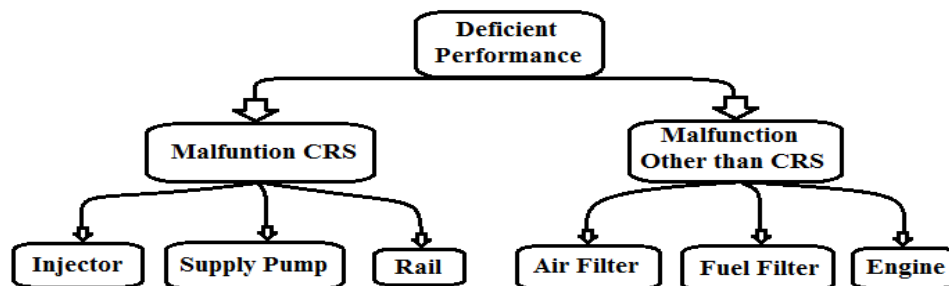 Deficient
Performance
Malfuntion CRS
Malfunction
Other than CRS
Injector
Supply Pump
Rail
Air Filter
Fuel Filter
Engine